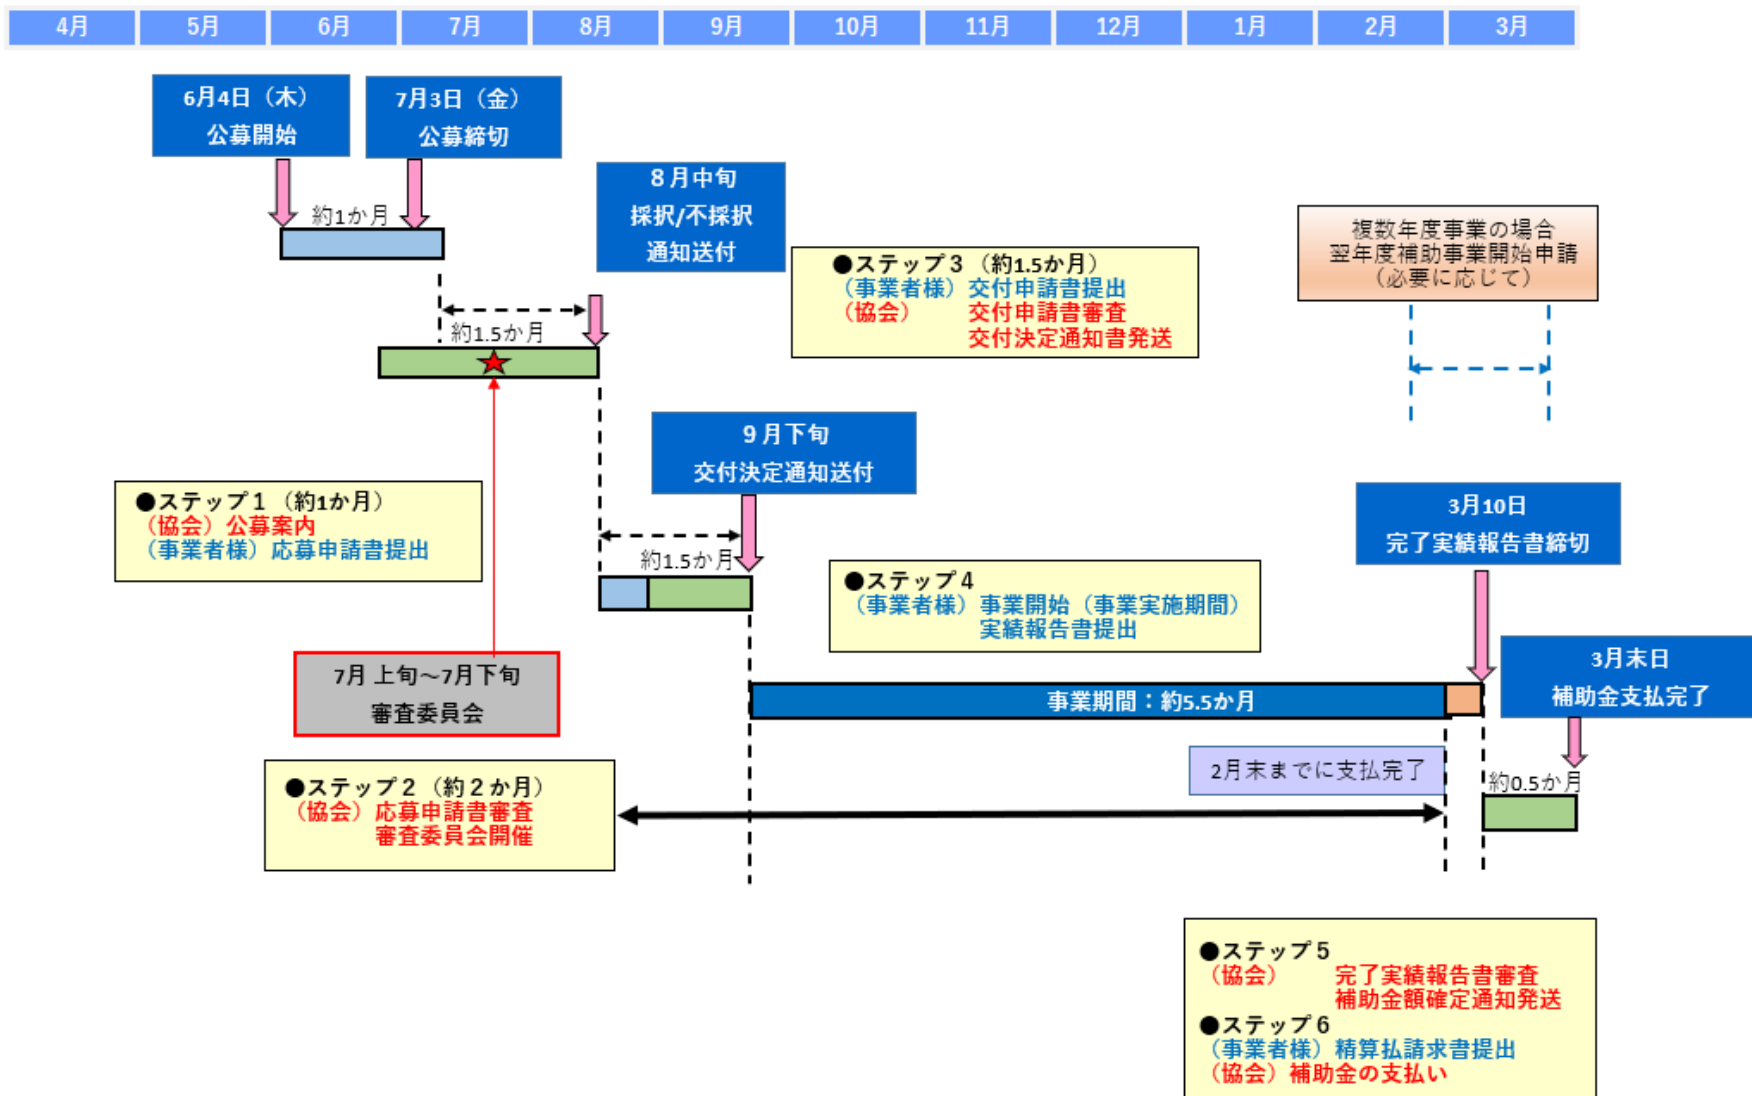 4月 5月 6月 7月 8月 9月 10月 11月 12月 1月 2月 3月
6月4日（木）
公募開始
7月3日（金）
公募締切
約1か月
８月中旬
採択/不採択
通知送付
約1.5か月
●ステップ３（約1.5か月）
（事業者様）交付申請書提出
（協会） 交付申請書審査
交付決定通知書発送
複数年度事業の場合
翌年度補助事業開始申請
（必要に応じて）
９月下旬
交付決定通知送付
●ステップ１（約1か月）
（協会）公募案内
（事業者様）応募申請書提出
約1.5か月
3月10日
完了実績報告書締切
●ステップ４
（事業者様）事業開始（事業実施期間）
実績報告書提出
7月 上旬～7月下旬
審査委員会
3月末日
補助金支払完了
事業期間：約5.5か月
2月末までに支払完了
約0.5か月
●ステップ２（約２か月）
（協会）応募申請書審査
審査委員会開催
●ステップ５
（協会） 完了実績報告書審査
補助金額確定通知発送
●ステップ６
（事業者様）精算払請求書提出
（協会）補助金の支払い